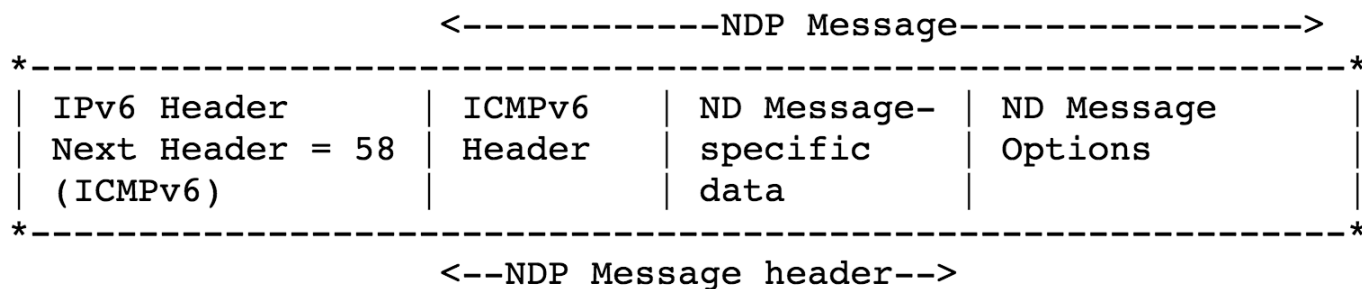 <------------NDP Message---------------->
*-------------------------------------------------------------*
| IPv6 Header | ICMPv6 | ND Message- | ND Message |
| Next Header = 58 | Header | specific | Options |
| (ICMPv6) | | data | |
*-------------------------------------------------------------*
<--NDP Message header-->